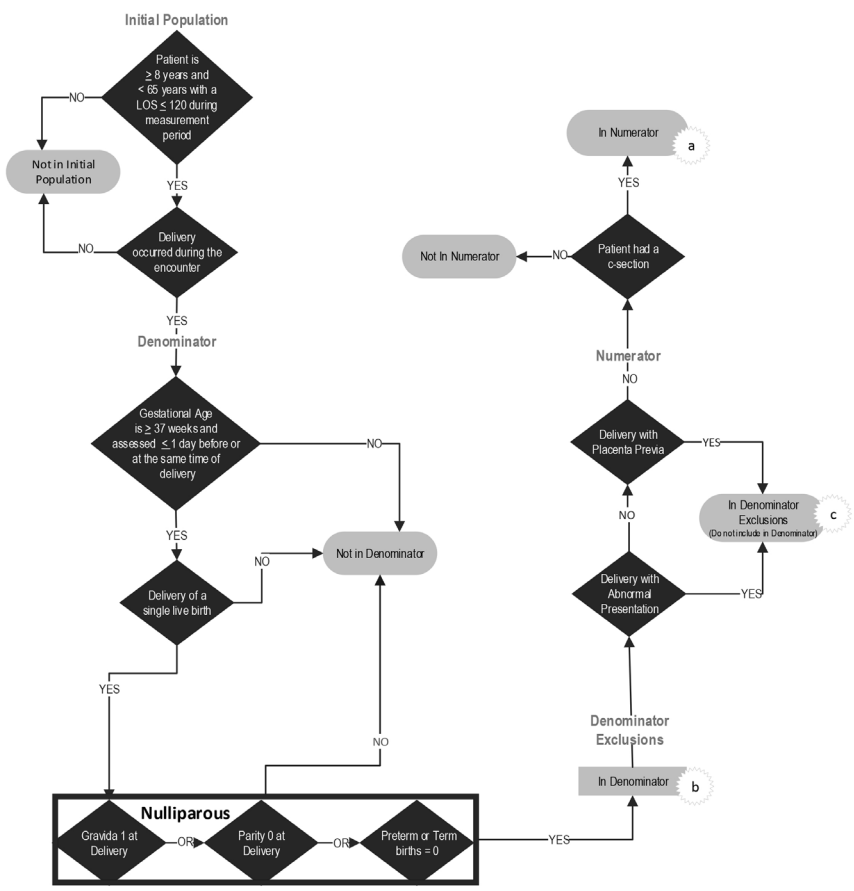 Initial Population
Patient is
≥ 8 years and
< 65 years with a
LOS ≤ 120 during
measurement
period
NO
Not in Initial
Population
YES
Delivery
occurred during the
encounter
NO
YES
Denominator
Gestational Age
is ≥ 37 weeks and
assessed ≤ 1 day before or
at the same time of
delivery
NO
YES
Not in Denominator
NO
Delivery of a
single live birth
YES
NO
Nulliparous
Gravida 1 at
Delivery
OR
Parity 0 at
Delivery
OR
Preterm or Term
births = 0
YES
In Denominator
b
Denominator
Exclusions
Delivery with
Abnormal
Presentation
YES
NO
In Denominator
Exclusions
(Do not include in Denominator)
c
Delivery with
Placenta Previa
YES
NO
Numerator
Patient had a
c-section
NO
Not In Numerator
YES
In Numerator
a